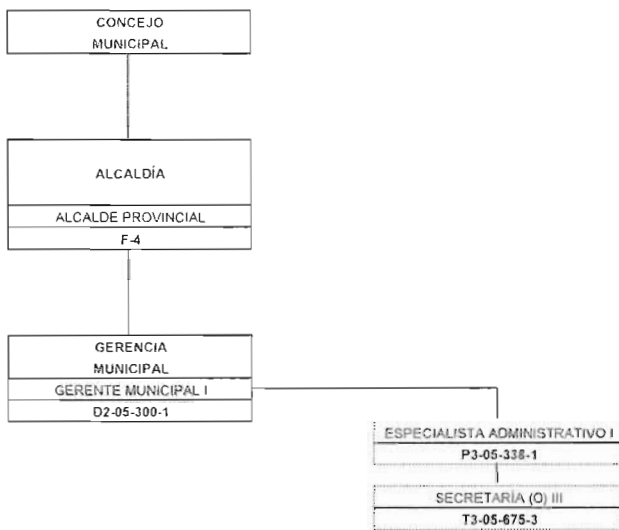 CONCEJO
MUNICIPAL
ALCALDÍA
ALCALDE PROVINCIAL
F-4
GERENCIA
MUNICIPAL
GERENTE MUNICIPAL I
D2-05-300-1
ESPECIALISTA ADMINISTRATIVO I
P3-05-338-1
SECRETARÍA (O) III
T3-05-675-3